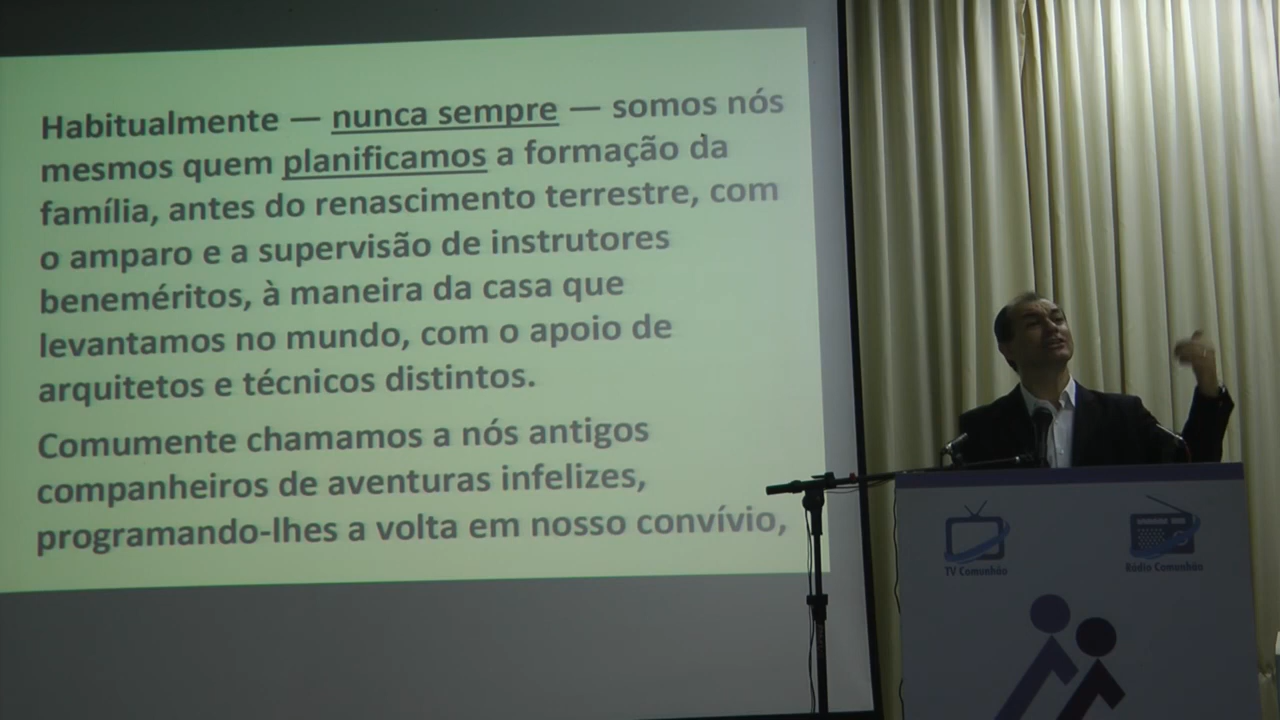 Habitualmente — nunca sempre — somos nós
mesmos quem planificamos a formação da
família, antes do renascimento terrestre, com
o amparo e a supervisão de instrutores
beneméritos, à maneira da casa que
levantamos no mundo, com o apoio de
arquitetos e técnicos distintos.
Comumente chamamos a nós antigos
companheiros de aventuras infelizes,
programando-lhes a volta em nosso convívio,
TV Comunhão
Rádio Comunhão